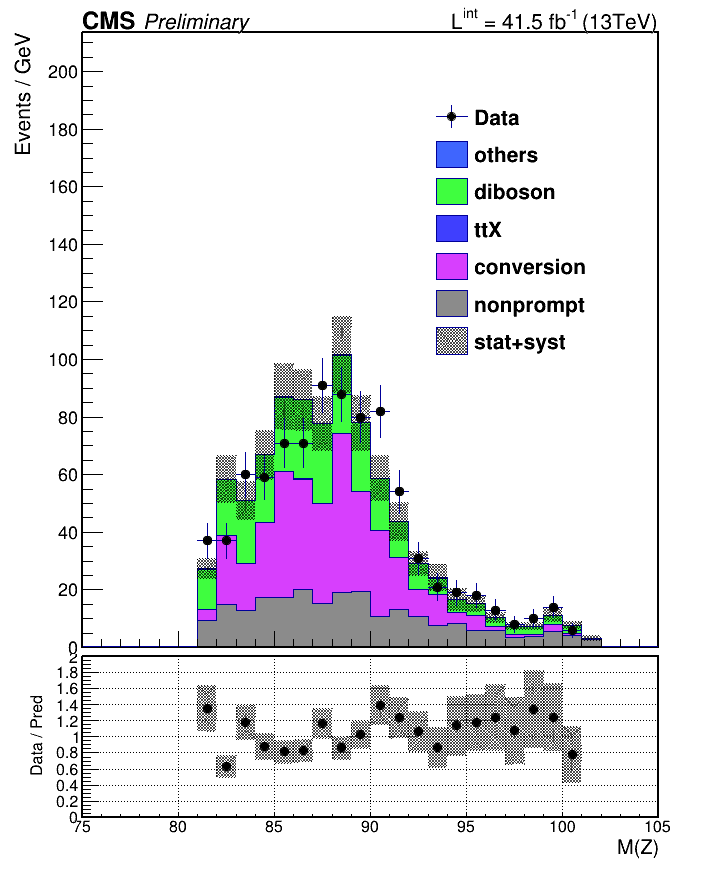 CMS Preliminary
L^int = 41.5 fb^-1 (13TeV)
Events / GeV
200
180
160
140
120
100
80
60
40
20
0
Data
others
diboson
ttX
conversion
nonprompt
stat+syst
Data / Pred
2
1.8
1.6
1.4
1.2
1
0.8
0.6
0.4
0.2
0
75 80 85 90 95 100 105
M(Z)